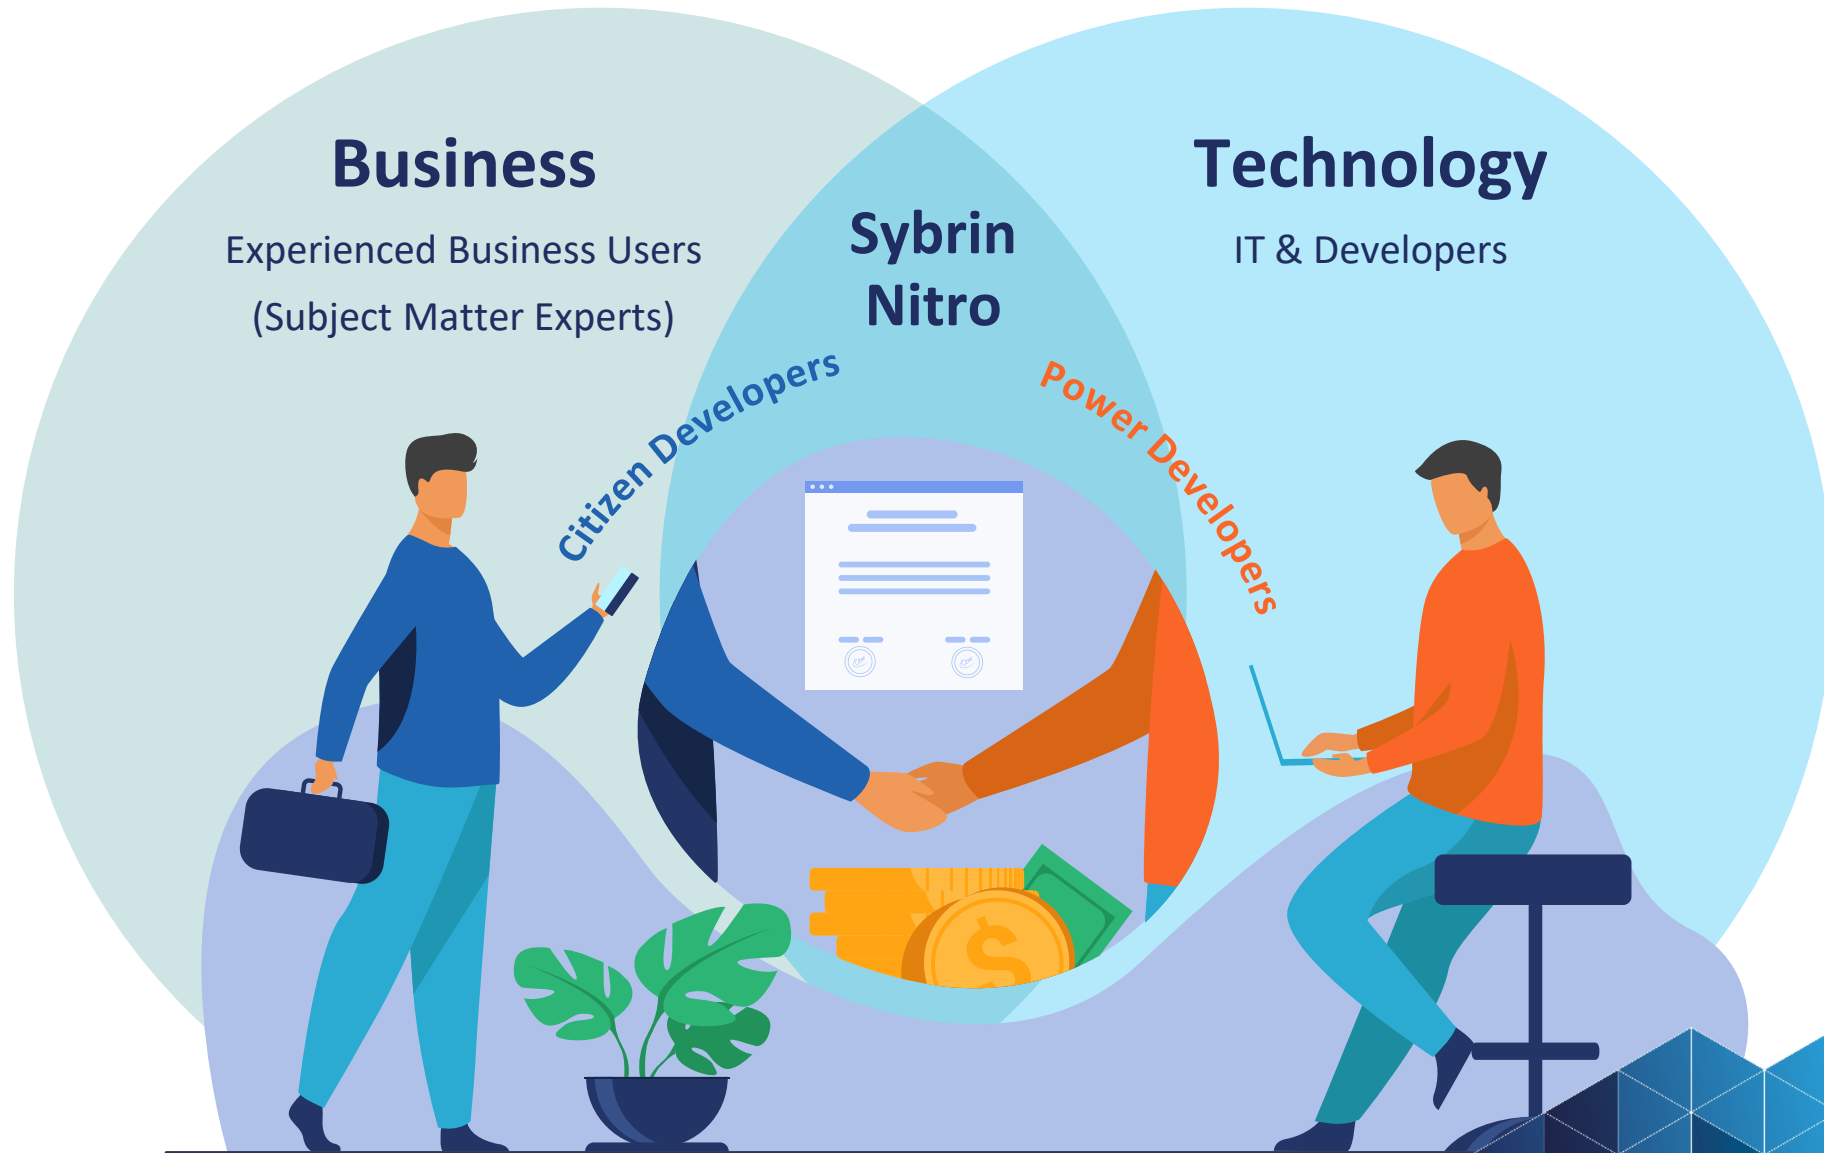 Business
Experienced Business Users
(Subject Matter Experts)
Sybrin
Nitro
Technology
IT & Developers
Citizen Developers
Power Developers
$